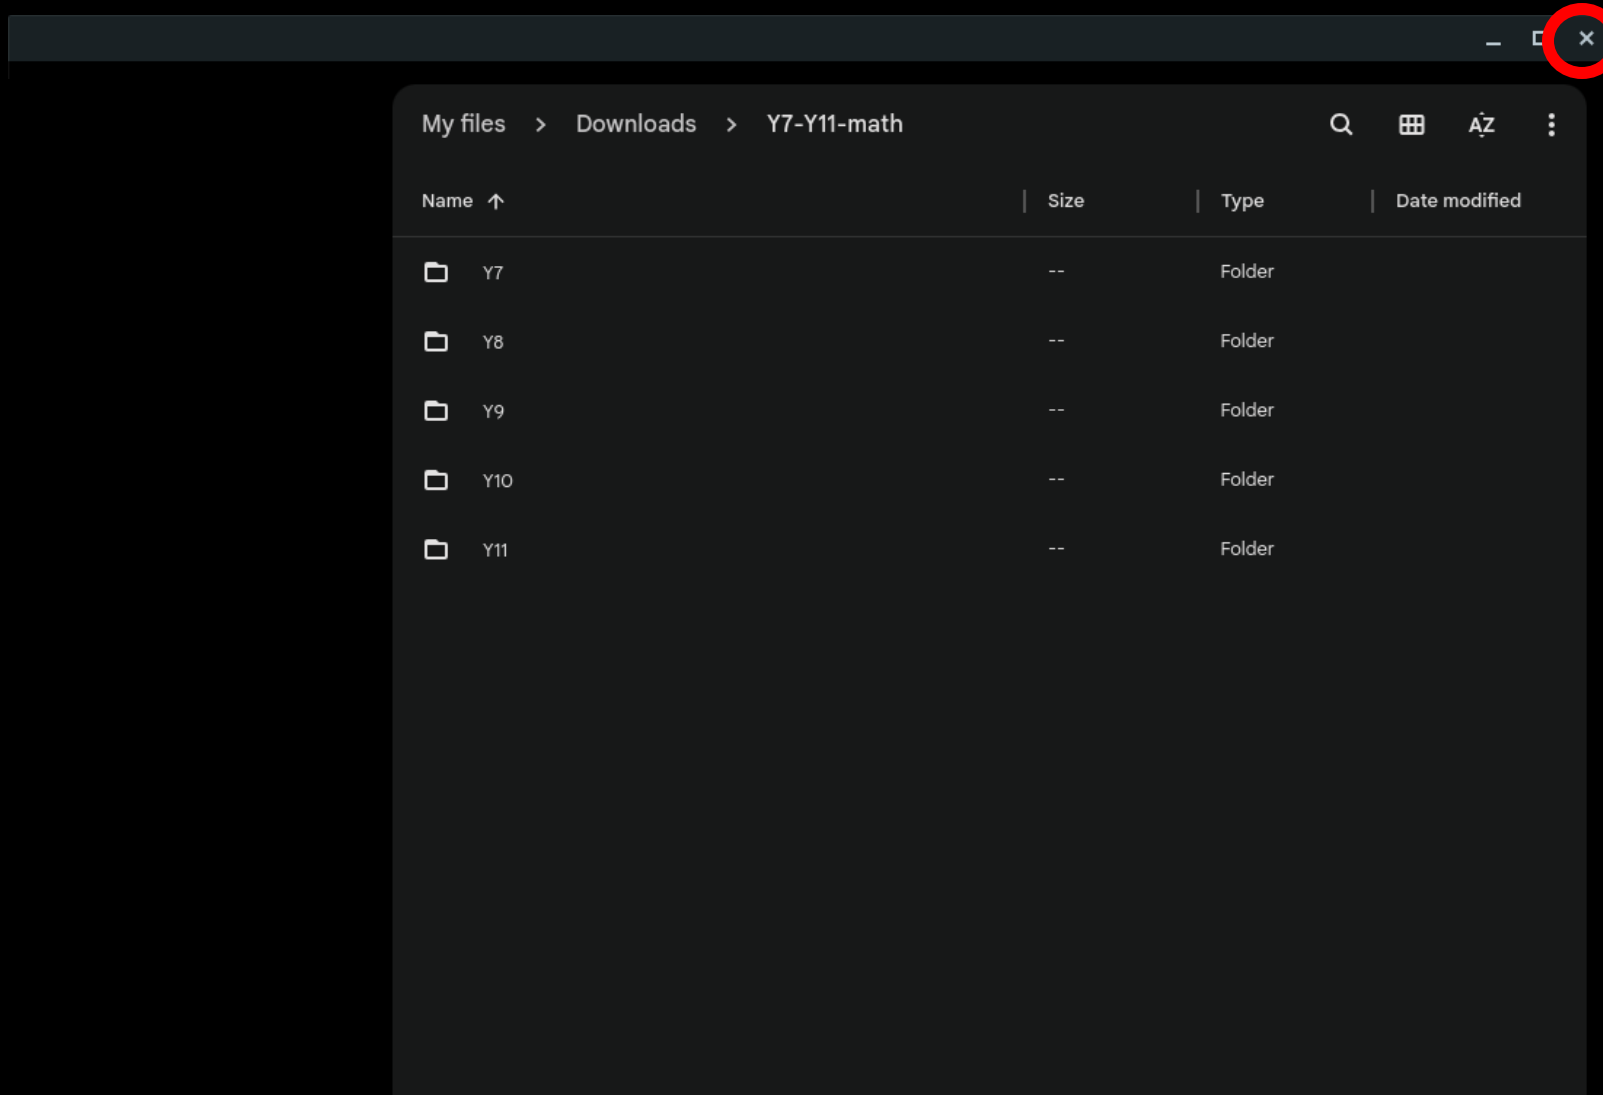 My files > Downloads > Y7-Y11-math
Name Size Type Date modified
Y7 -- Folder
Y8 -- Folder
Y9 -- Folder
Y10 -- Folder
Y11 -- Folder